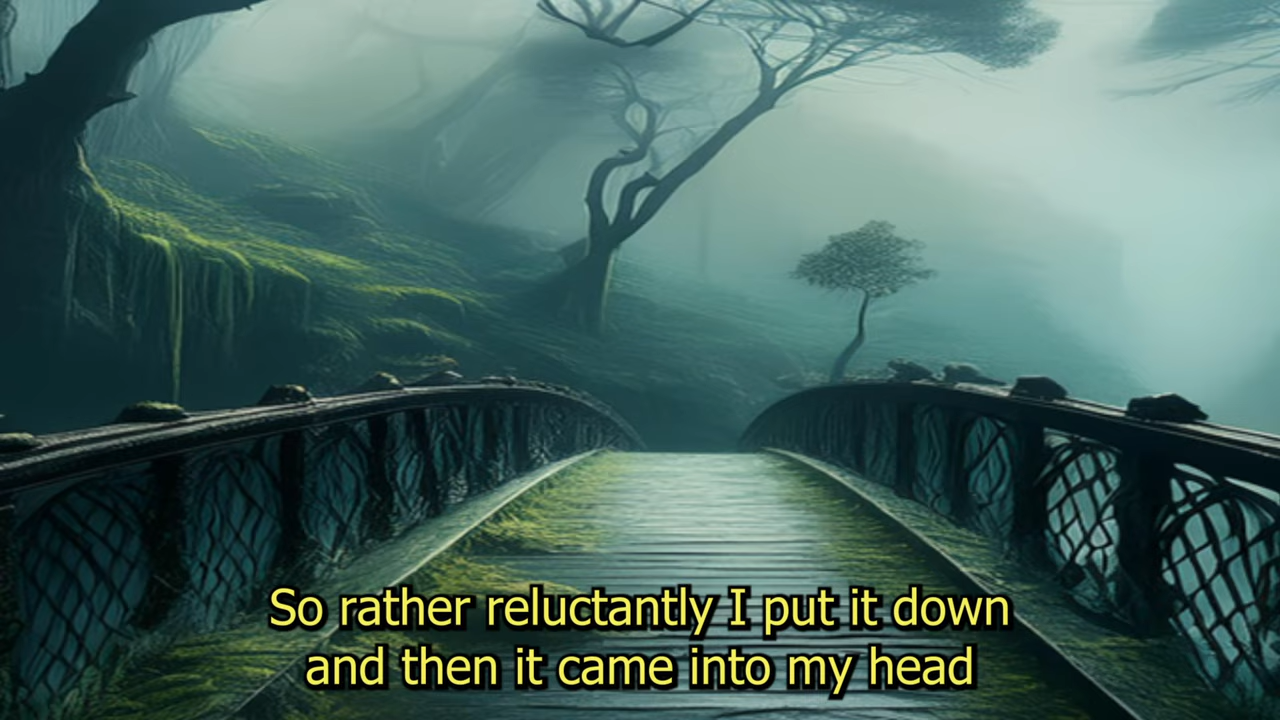 So rather reluctantly I put it down
and then it came into my head